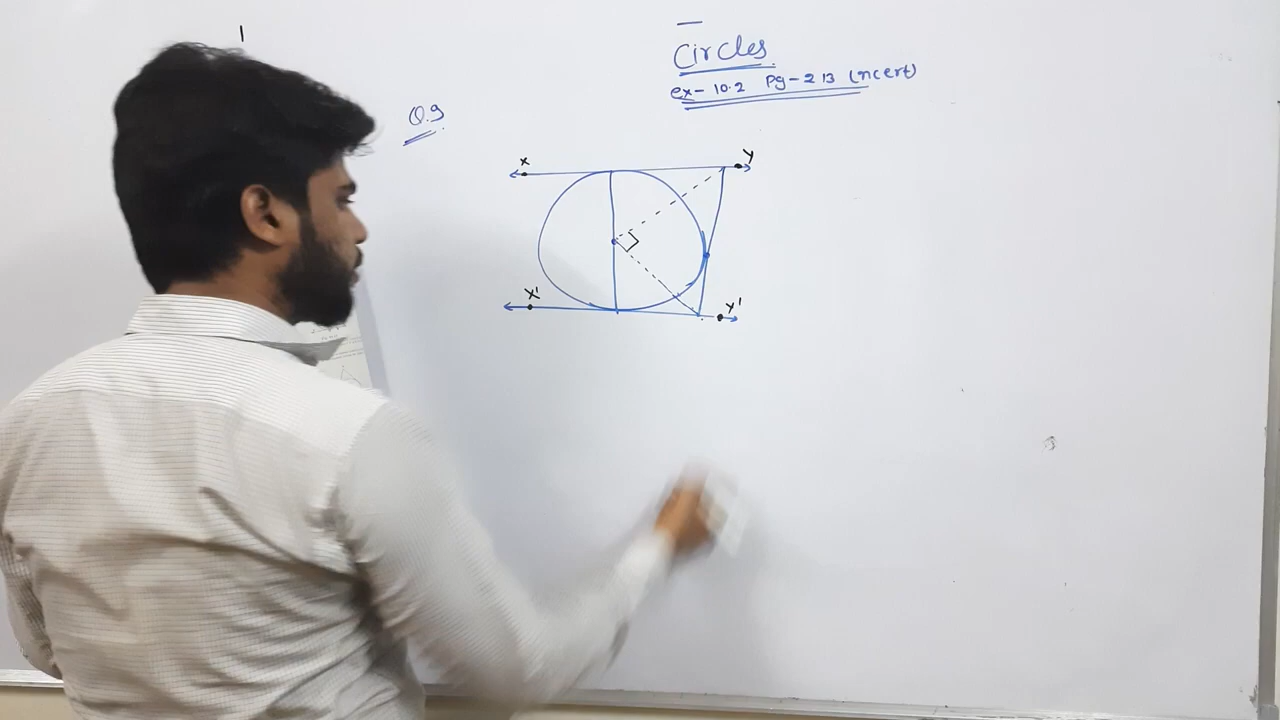 Circles
ex- 10.2 Pg- 213 (ncert)
Q.9
X Y
X' Y'